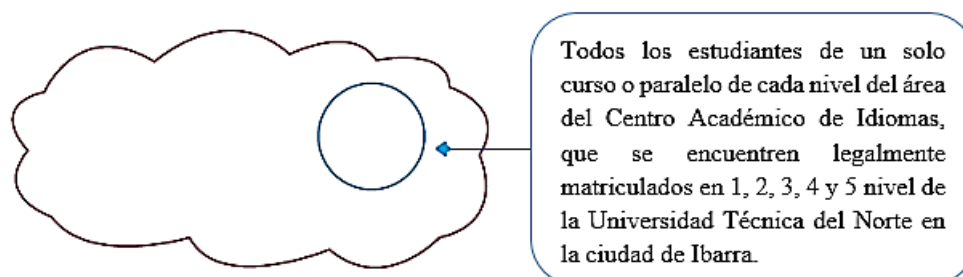 Todos los estudiantes de un solo
curso o paralelo de cada nivel del área
del Centro Académico de Idiomas,
que se encuentren legalmente
matriculados en 1, 2, 3, 4 y 5 nivel de
la Universidad Técnica del Norte en
la ciudad de Ibarra.